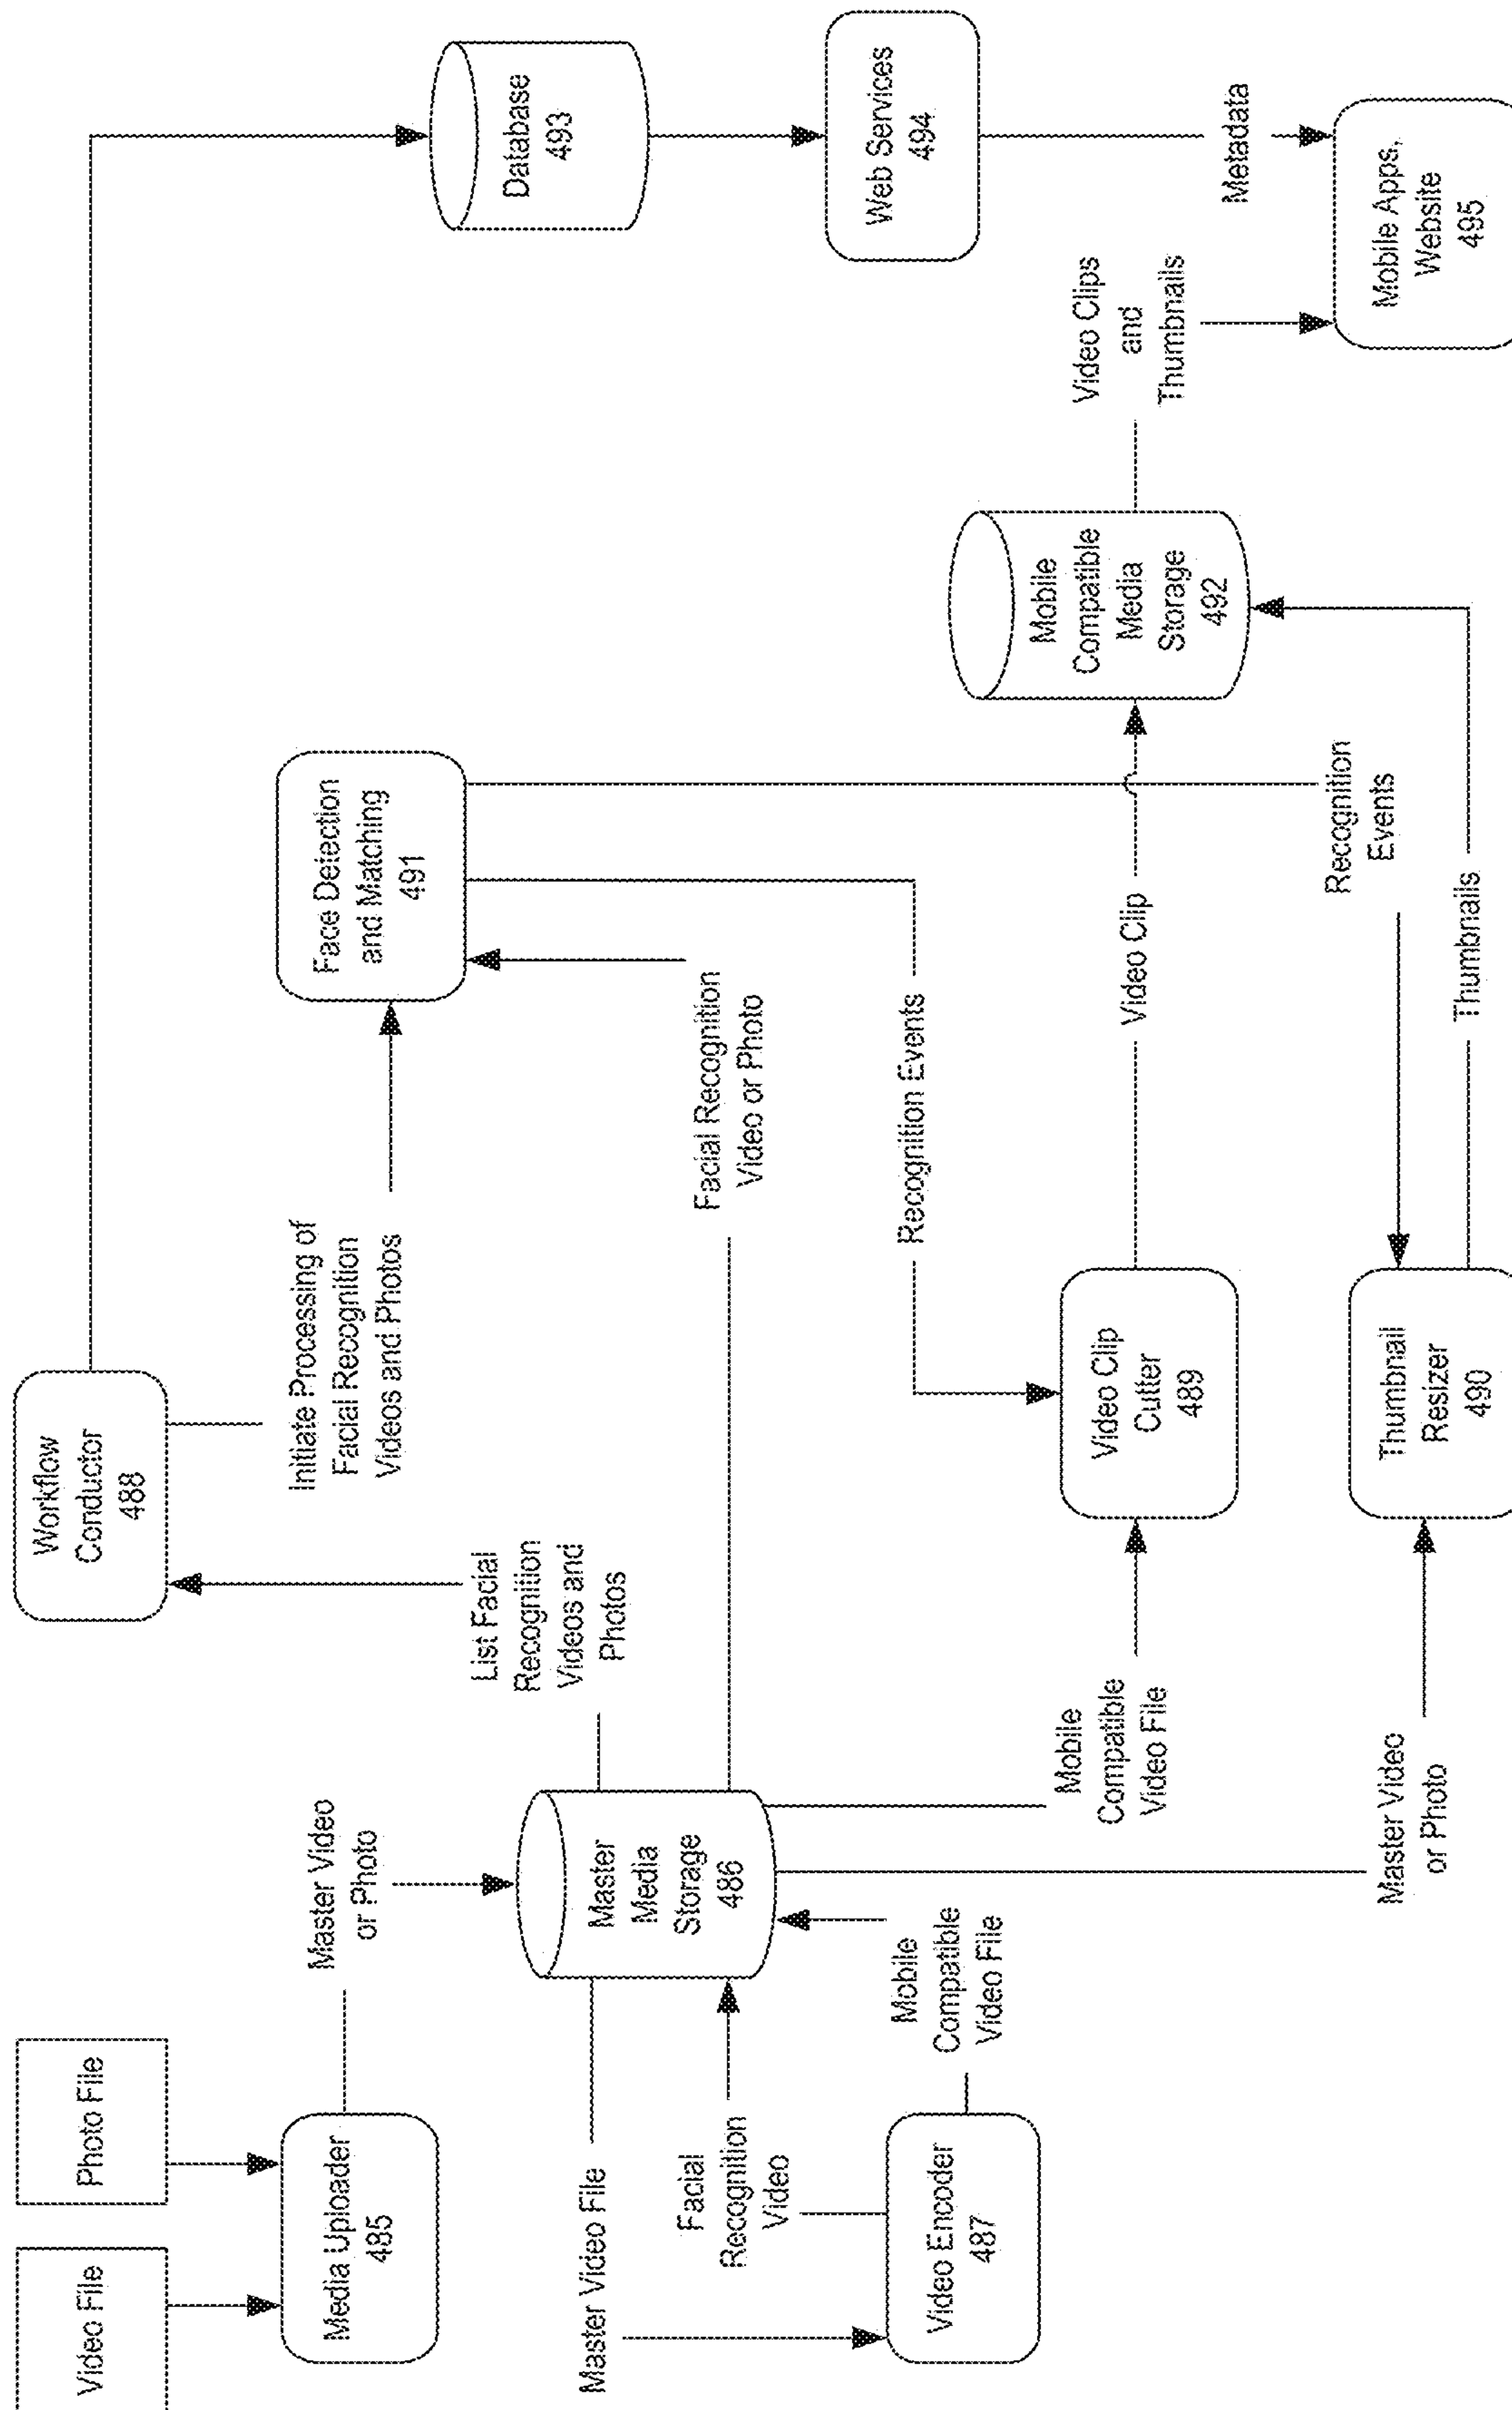 Video File
Photo File
Media Uploader
485
Master Video
or Photo
Master Video File
Facial
Recognition
Video
Video Encoder
487
Mobile
Compatible
Video File
Master
Media
Storage
486
List Facial
Recognition
Videos and
Photos
Workflow
Conductor
488
Initiate Processing of
Facial Recognition
Videos and Photos
Facial Recognition
Video or Photo
Face Detection
and Matching
491
Recognition Events
Mobile
Compatible
Video File
Video Clip
Cutter
489
Video Clip
Master Video
or Photo
Thumbnail
Resizer
490
Recognition
Events
Thumbnails
Mobile
Compatible
Media
Storage
492
Video Clips
and
Thumbnails
Database
493
Web Services
494
Metadata
Mobile Apps,
Website
495